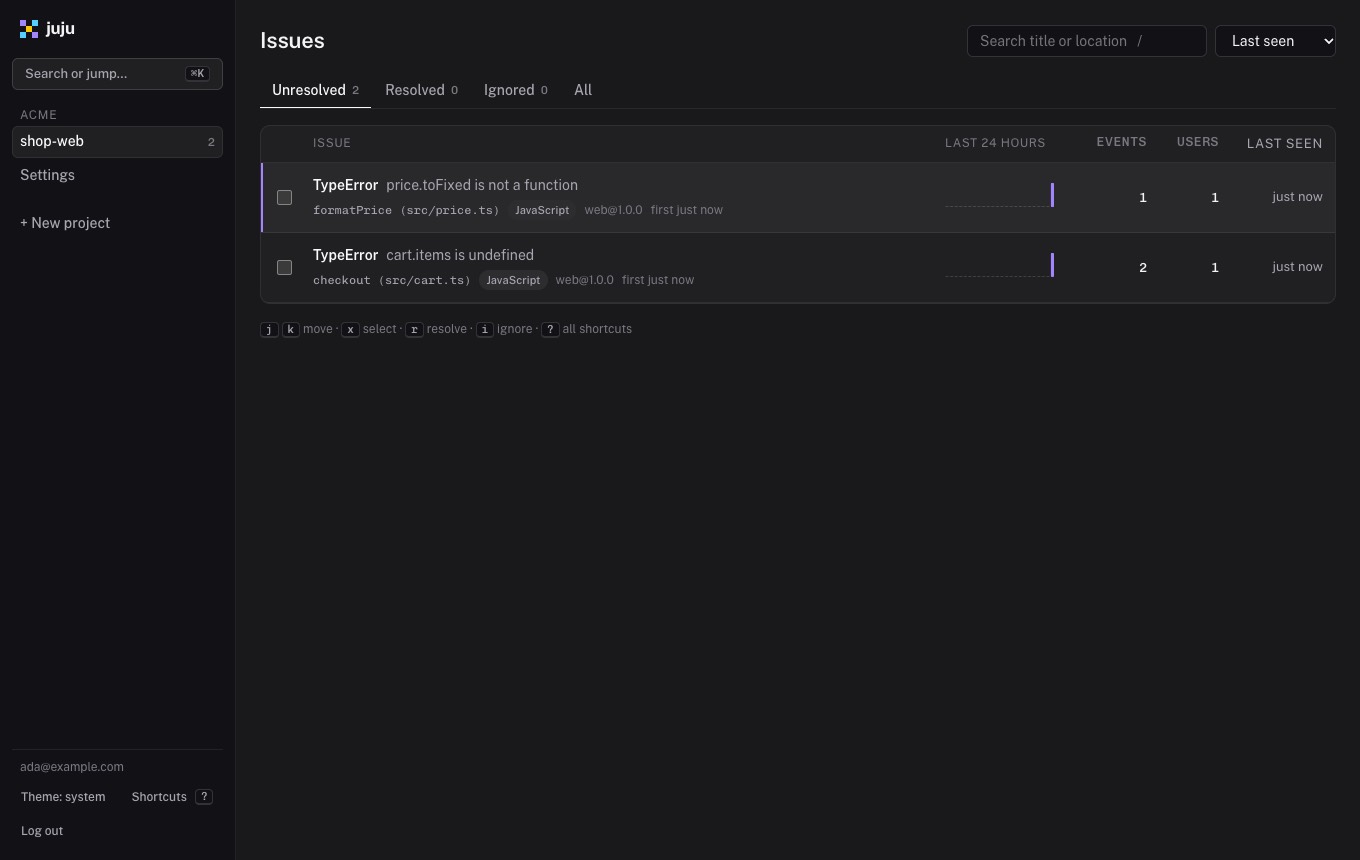 juju
Search or jump... ⌘K
ACME
shop-web 2
Settings
+ New project
ada@example.com
Theme: system Shortcuts ?
Log out
Issues
Search title or location /
Last seen
Unresolved 2 Resolved 0 Ignored 0 All
ISSUE LAST 24 HOURS EVENTS USERS LAST SEEN
TypeError price.toFixed is not a function
formatPrice (src/price.ts) JavaScript web@1.0.0 first just now
1 1 just now
TypeError cart.items is undefined
checkout (src/cart.ts) JavaScript web@1.0.0 first just now
2 1 just now
j k move · x select · r resolve · i ignore · ? all shortcuts